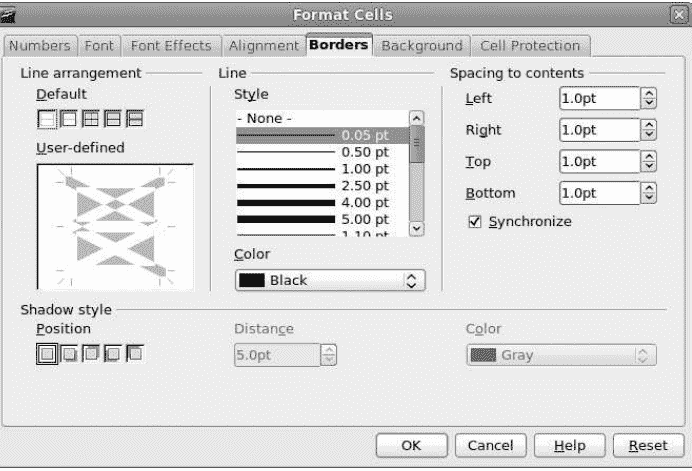 Format Cells
Numbers Font Font Effects Alignment Borders Background Cell Protection
Line arrangement Line Spacing to contents
Default Style Left 1.0pt
- None -
0.05 pt
Right 1.0pt
User-defined 0.50 pt
1.00 pt Top 1.0pt
2.50 pt
4.00 pt Bottom 1.0pt
5.00 pt Synchronize
1.10 pt
Color
Black
Shadow style
Position Distance Color
5.0pt Gray
OK Cancel Help Reset